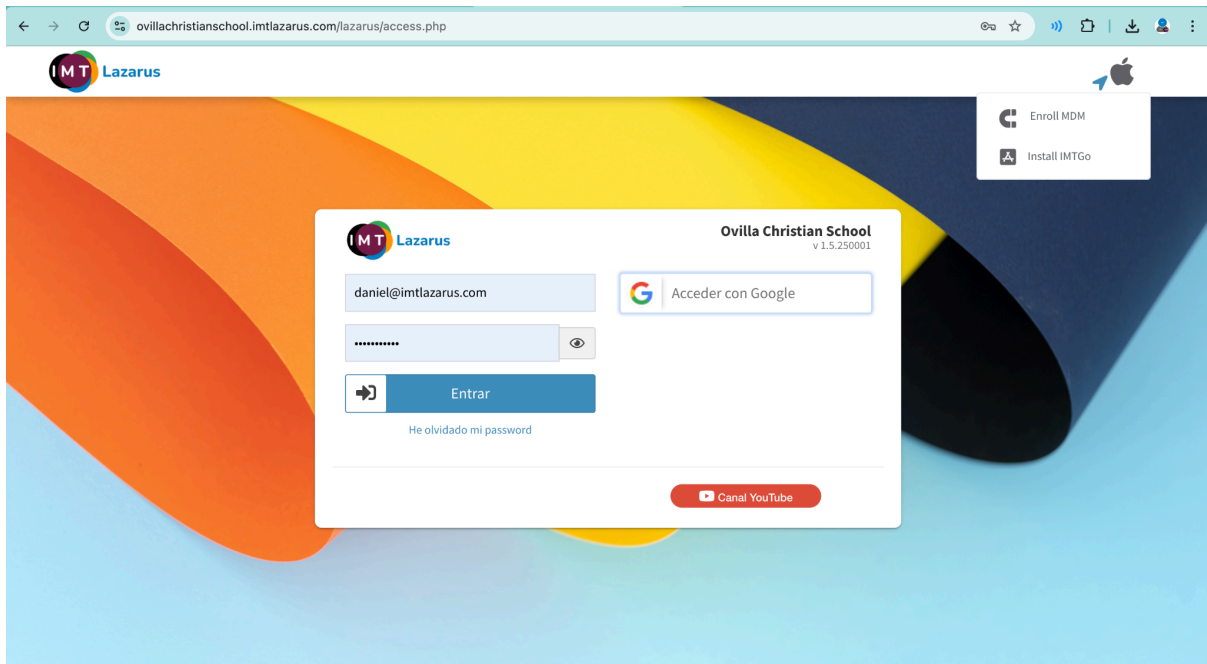 ovillachristianschool.imtlazarus.com/lazarus/access.php
IMT Lazarus
Enroll MDM
Install IMTGo
IMT Lazarus
Ovilla Christian School
v 1.5.250001
daniel@imtlazarus.com
Acceder con Google
•••••••••••
Entrar
He olvidado mi password
Canal YouTube